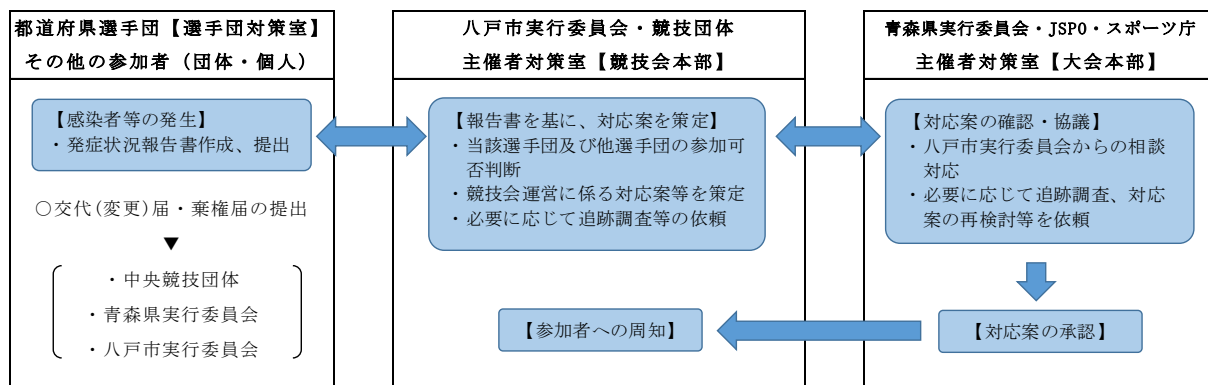 都道府県選手団【選手団対策室】
その他の参加者（団体・個人）
【感染者等の発生】
・発症状況報告書作成、提出
○交代(変更)届・棄権届の提出
▼
・中央競技団体
・青森県実行委員会
・八戸市実行委員会
八戸市実行委員会・競技団体
主催者対策室【競技会本部】
【報告書を基に、対応案を策定】
・当該選手団及び他選手団の参加可
否判断
・競技会運営に係る対応案等を策定
・必要に応じて追跡調査等の依頼
【参加者への周知】
青森県実行委員会・JSPO・スポーツ庁
主催者対策室【大会本部】
【対応案の確認・協議】
・八戸市実行委員会からの相談
対応
・必要に応じて追跡調査、対応
案の再検討等を依頼
【対応案の承認】